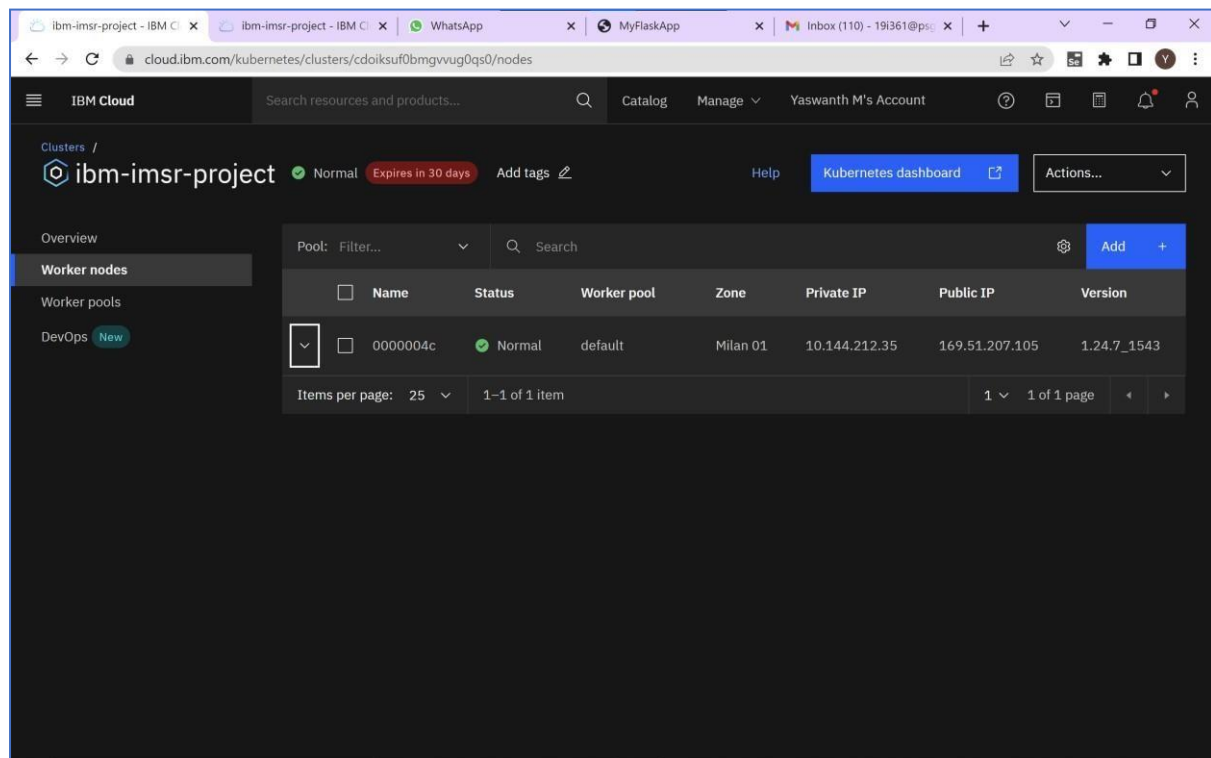 ibm-imsr-project - IBM Cl
ibm-imsr-project - IBM Cl
WhatsApp
MyFlaskApp
Inbox (110) - 19i361@psg
cloud.ibm.com/kubernetes/clusters/cdoiksuf0bmgvvug0qs0/nodes
Se
Y
IBM Cloud
Search resources and products...
Catalog
Manage
Yaswanth M's Account
Clusters /
ibm-imsr-project
Normal
Expires in 30 days
Add tags
Help
Kubernetes dashboard
Actions...
Overview
Worker nodes
Worker pools
DevOps New
Pool: Filter...
Search
Add +
Name Status Worker pool Zone Private IP Public IP Version
0000004c Normal default Milan 01 10.144.212.35 169.51.207.105 1.24.7_1543
Items per page: 25 1–1 of 1 item 1 1 of 1 page